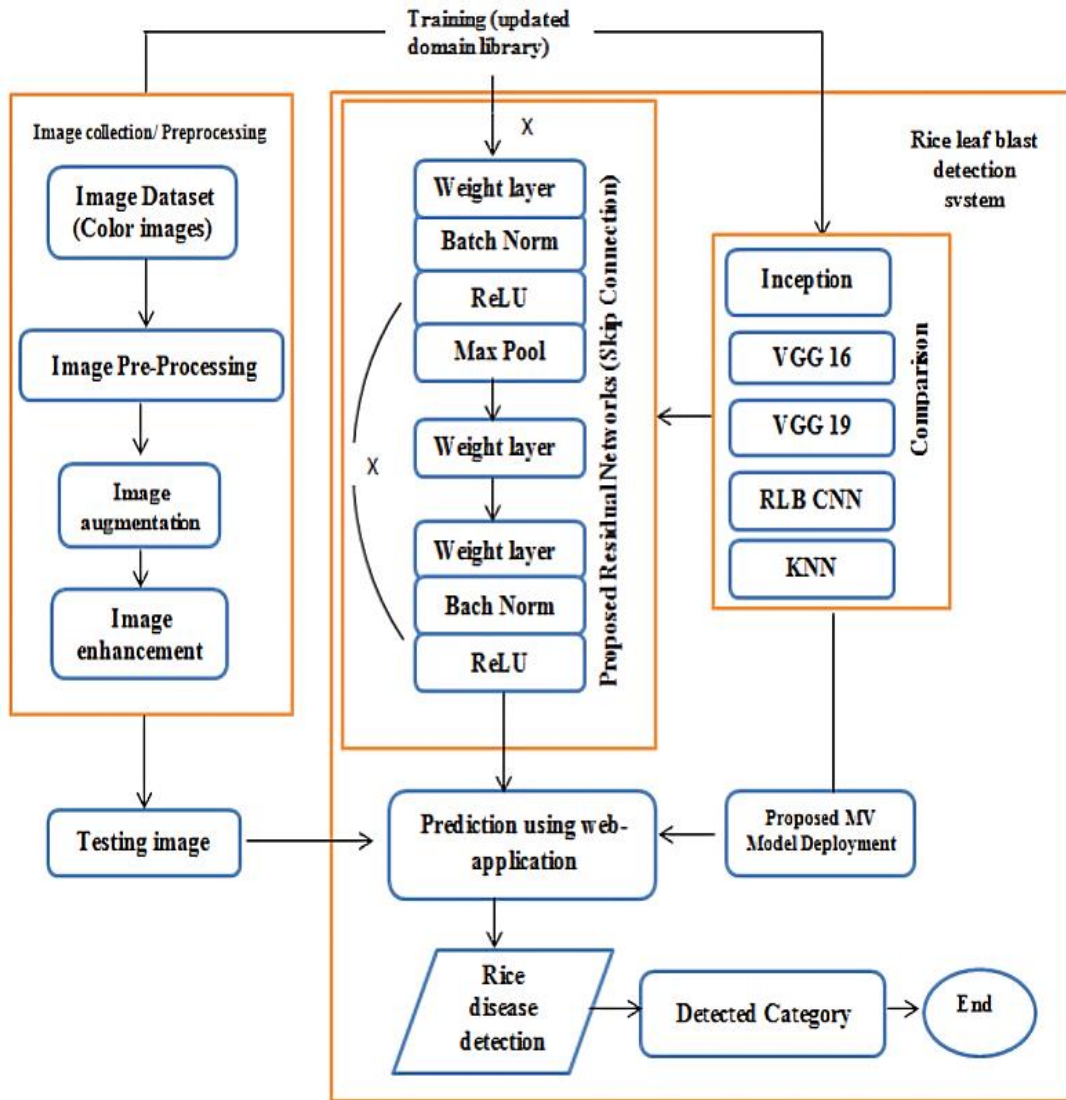 Training (updated
domain library)
Image collection/ Preprocessing
Image Dataset
(Color images)
Image Pre-Processing
Image
augmentation
Image
enhancement
Testing image
X
Weight layer
Batch Norm
ReLU
Max Pool
Weight layer
X
Weight layer
Bach Norm
ReLU
Proposed Residual Networks (Skip Connection)
Rice leaf blast
detection
system
Inception
VGG 16
VGG 19
RLB CNN
KNN
Comparison
Prediction using web-
application
Proposed MV
Model Deployment
Rice
disease
detection
Detected Category
End